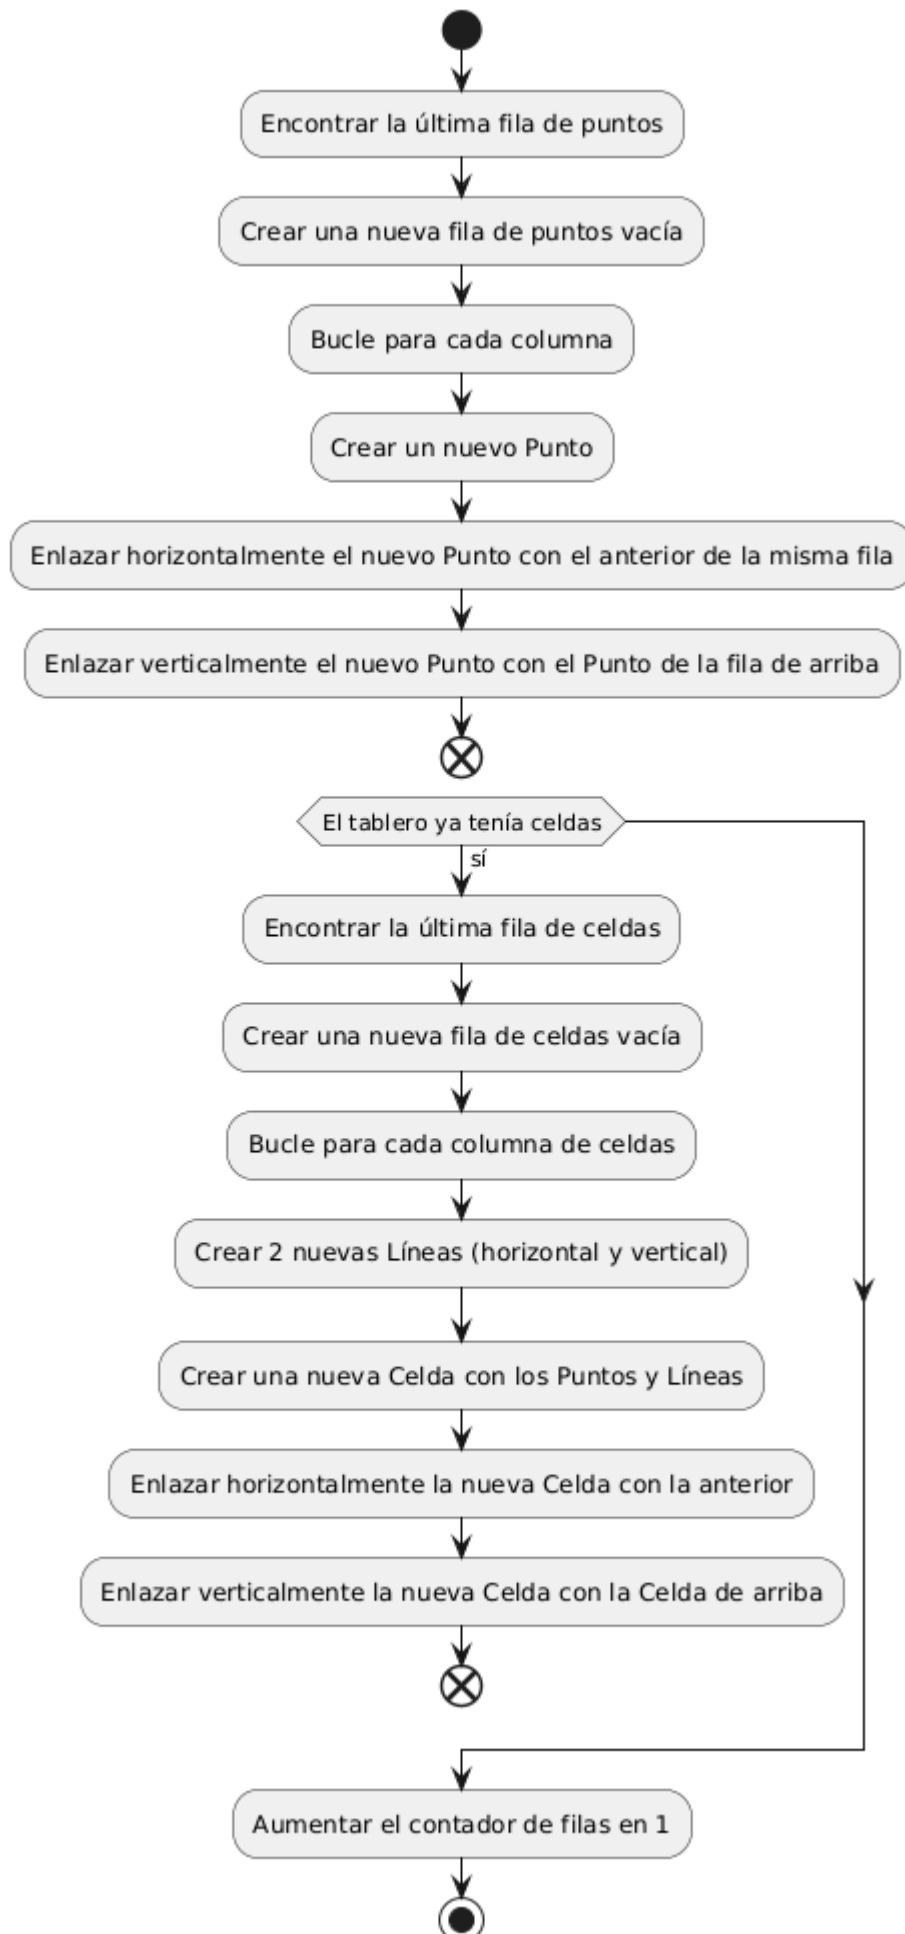 Encontrar la última fila de puntos
Crear una nueva fila de puntos vacía
Bucle para cada columna
Crear un nuevo Punto
Enlazar horizontalmente el nuevo Punto con el anterior de la misma fila
Enlazar verticalmente el nuevo Punto con el Punto de la fila de arriba
El tablero ya tenía celdas
sí
Encontrar la última fila de celdas
Crear una nueva fila de celdas vacía
Bucle para cada columna de celdas
Crear 2 nuevas Líneas (horizontal y vertical)
Crear una nueva Celda con los Puntos y Líneas
Enlazar horizontalmente la nueva Celda con la anterior
Enlazar verticalmente la nueva Celda con la Celda de arriba
Aumentar el contador de filas en 1